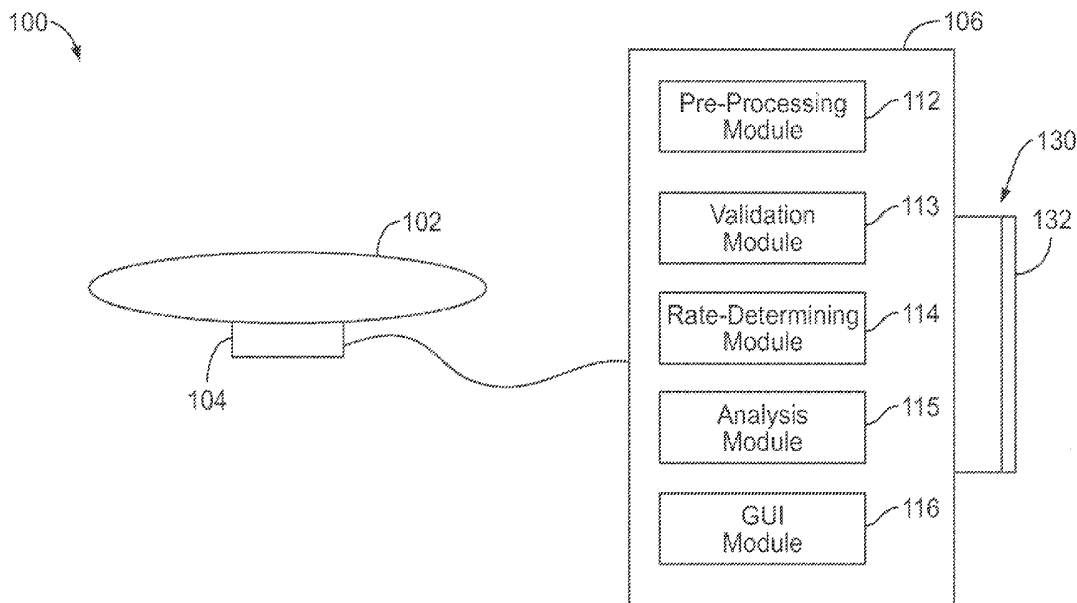 100
106
Pre-Processing
Module
112
130
Validation
Module
113
132
102
Rate-Determining
Module
114
104
Analysis
Module
115
GUI
Module
116